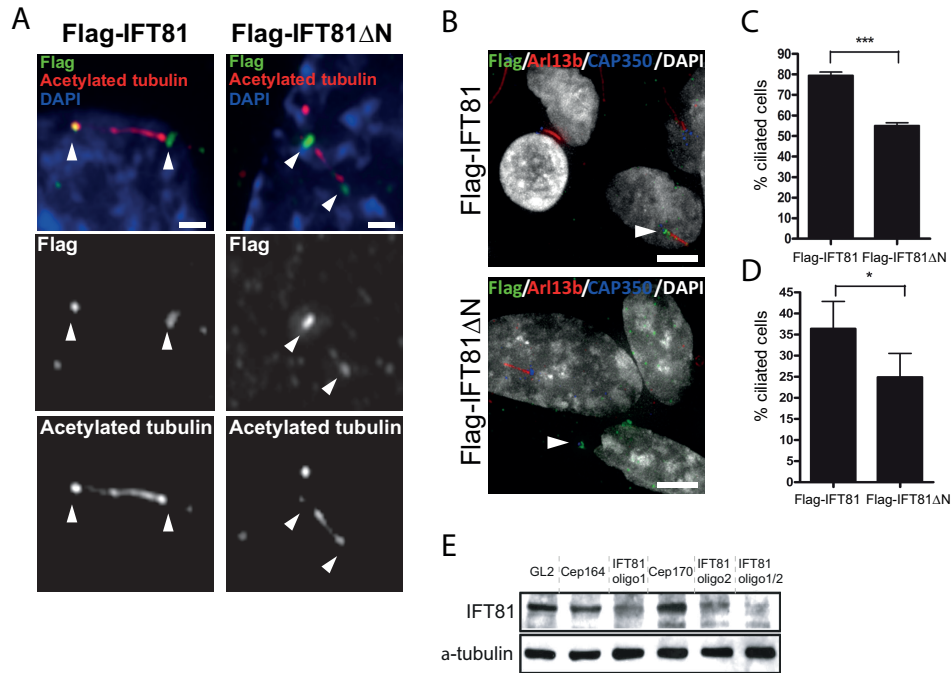 A
Flag-IFT81
Flag-IFT81ΔN
Flag
Acetylated tubulin
DAPI
Flag
Acetylated tubulin
DAPI
Flag
Flag
Acetylated tubulin
Acetylated tubulin
B
Flag-IFT81
Flag/Arl13b/CAP350/DAPI
Flag-IFT81ΔN
Flag/Arl13b/CAP350/DAPI
C
***
% ciliated cells
90
80
70
60
50
40
30
20
10
0
Flag-IFT81
Flag-IFT81ΔN
D
*
% ciliated cells
45
40
35
30
25
20
15
10
5
0
Flag-IFT81
Flag-IFT81ΔN
E
GL2
Cep164
IFT81
oligo1
Cep170
IFT81
oligo2
IFT81
oligo1/2
IFT81
a-tubulin